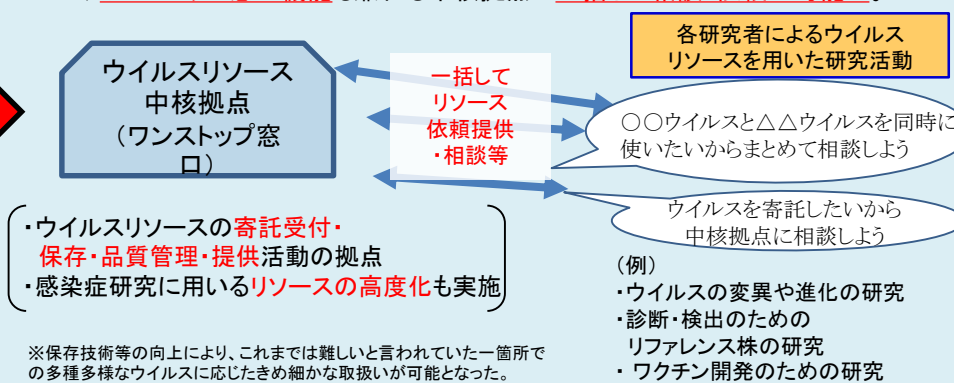 各研究者によるウイルス
リソースを用いた研究活動
ウイルスリソース
中核拠点
（ワンストップ窓
口）
一括して
リソース
依頼提供
・相談等
○○ウイルスと△△ウイルスを同時に
使いたいからまとめて相談しよう
ウイルスを寄託したいから
中核拠点に相談しよう
・ウイルスリソースの寄託受付・
保存・品質管理・提供活動の拠点
・感染症研究に用いるリソースの高度化も実施
※保存技術等の向上により、これまでは難しいと言われていた一箇所で
の多種多様なウイルスに応じたきめ細かな取扱いが可能となった。
（例）
・ウイルスの変異や進化の研究
・診断・検出のための
リファレンス株の研究
・ワクチン開発のための研究